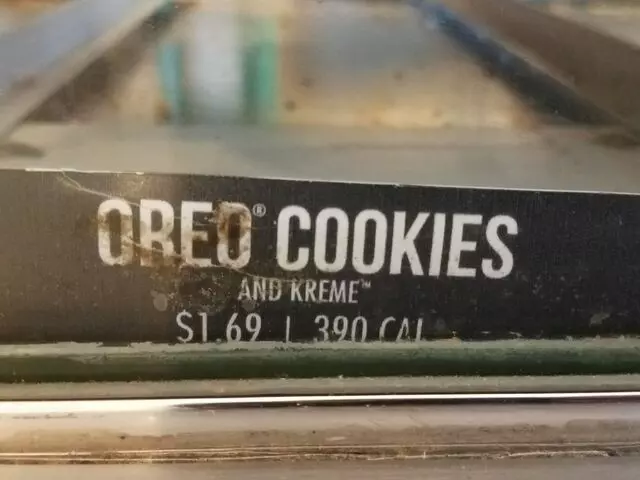 OREO® COOKIES
AND KREME™
$1.69 | 390 CAL